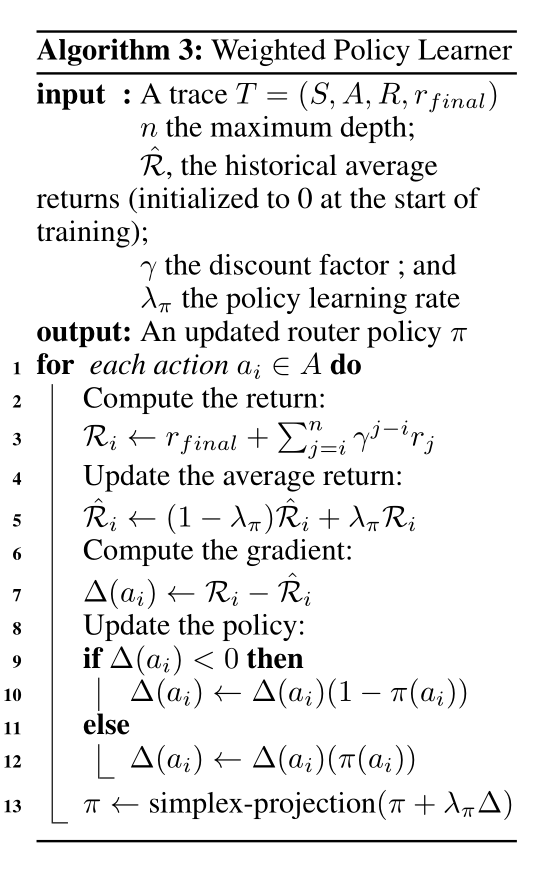 Algorithm 3: Weighted Policy Learner
input : A trace $T = (S, A, R, r_{final})$
$n$ the maximum depth;
$\hat{\mathcal{R}}$, the historical average
returns (initialized to 0 at the start of
training);
$\gamma$ the discount factor ; and
$\lambda_\pi$ the policy learning rate
output: An updated router policy $\pi$
1 for each action $a_i \in A$ do
2 Compute the return:
3 $\mathcal{R}_i \leftarrow r_{final} + \sum_{j=i}^{n} \gamma^{j-i} r_j$
4 Update the average return:
5 $\hat{\mathcal{R}}_i \leftarrow (1 - \lambda_\pi)\hat{\mathcal{R}}_i + \lambda_\pi \mathcal{R}_i$
6 Compute the gradient:
7 $\Delta(a_i) \leftarrow \mathcal{R}_i - \hat{\mathcal{R}}_i$
8 Update the policy:
9 if $\Delta(a_i) < 0$ then
10 $\Delta(a_i) \leftarrow \Delta(a_i)(1 - \pi(a_i))$
11 else
12 $\Delta(a_i) \leftarrow \Delta(a_i)(\pi(a_i))$
13 $\pi \leftarrow$ simplex-projection$(\pi + \lambda_\pi \Delta)$